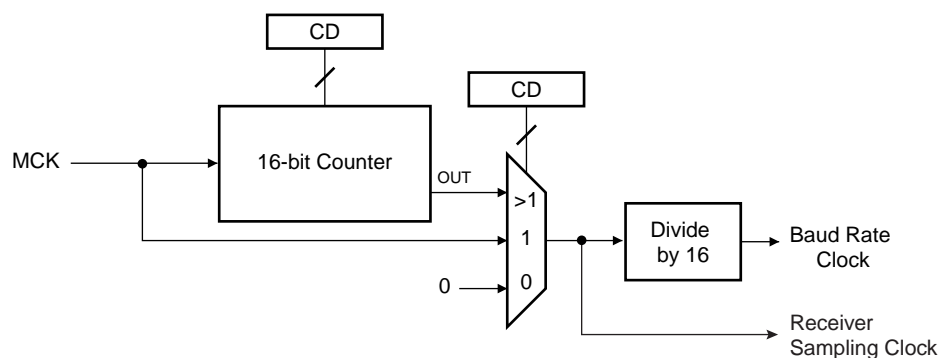 CD
CD
MCK
16-bit Counter
OUT
>1
1
0
0
Divide
by 16
Baud Rate
Clock
Receiver
Sampling Clock